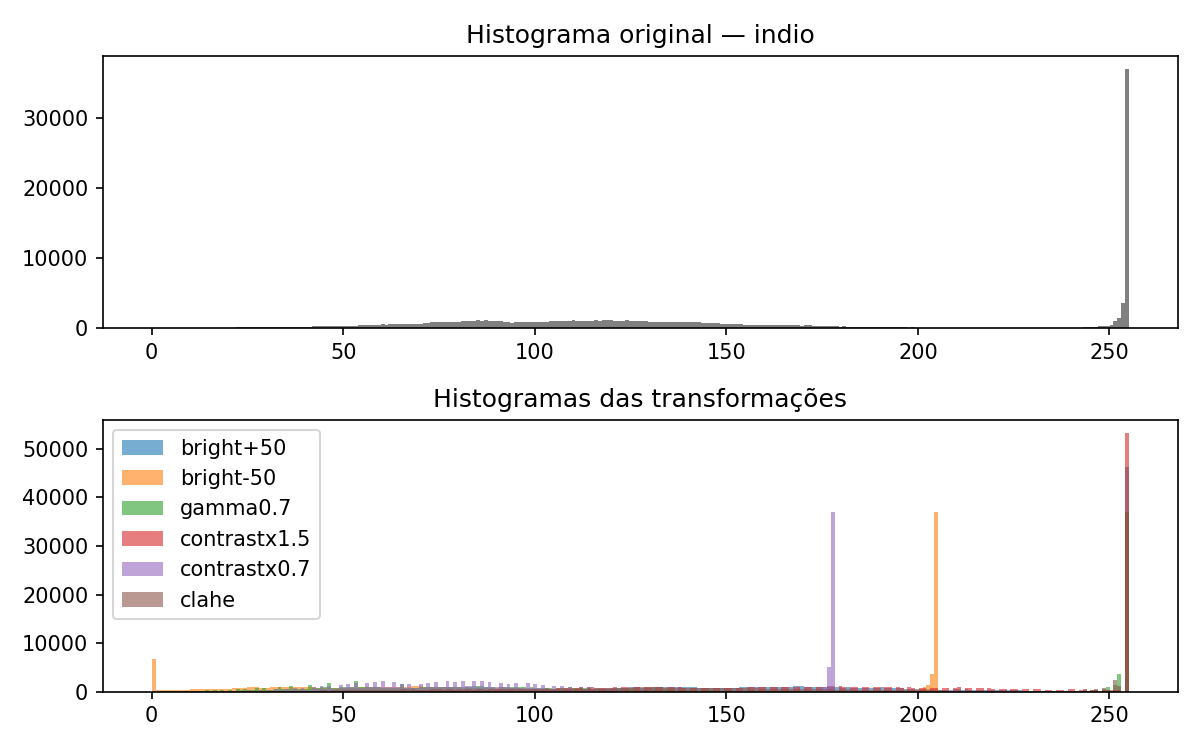 Histograma original — indio
30000
20000
10000
0
0 50 100 150 200 250
Histogramas das transformações
50000
40000
30000
20000
10000
0
bright+50
bright-50
gamma0.7
contrastx1.5
contrastx0.7
clahe
0 50 100 150 200 250